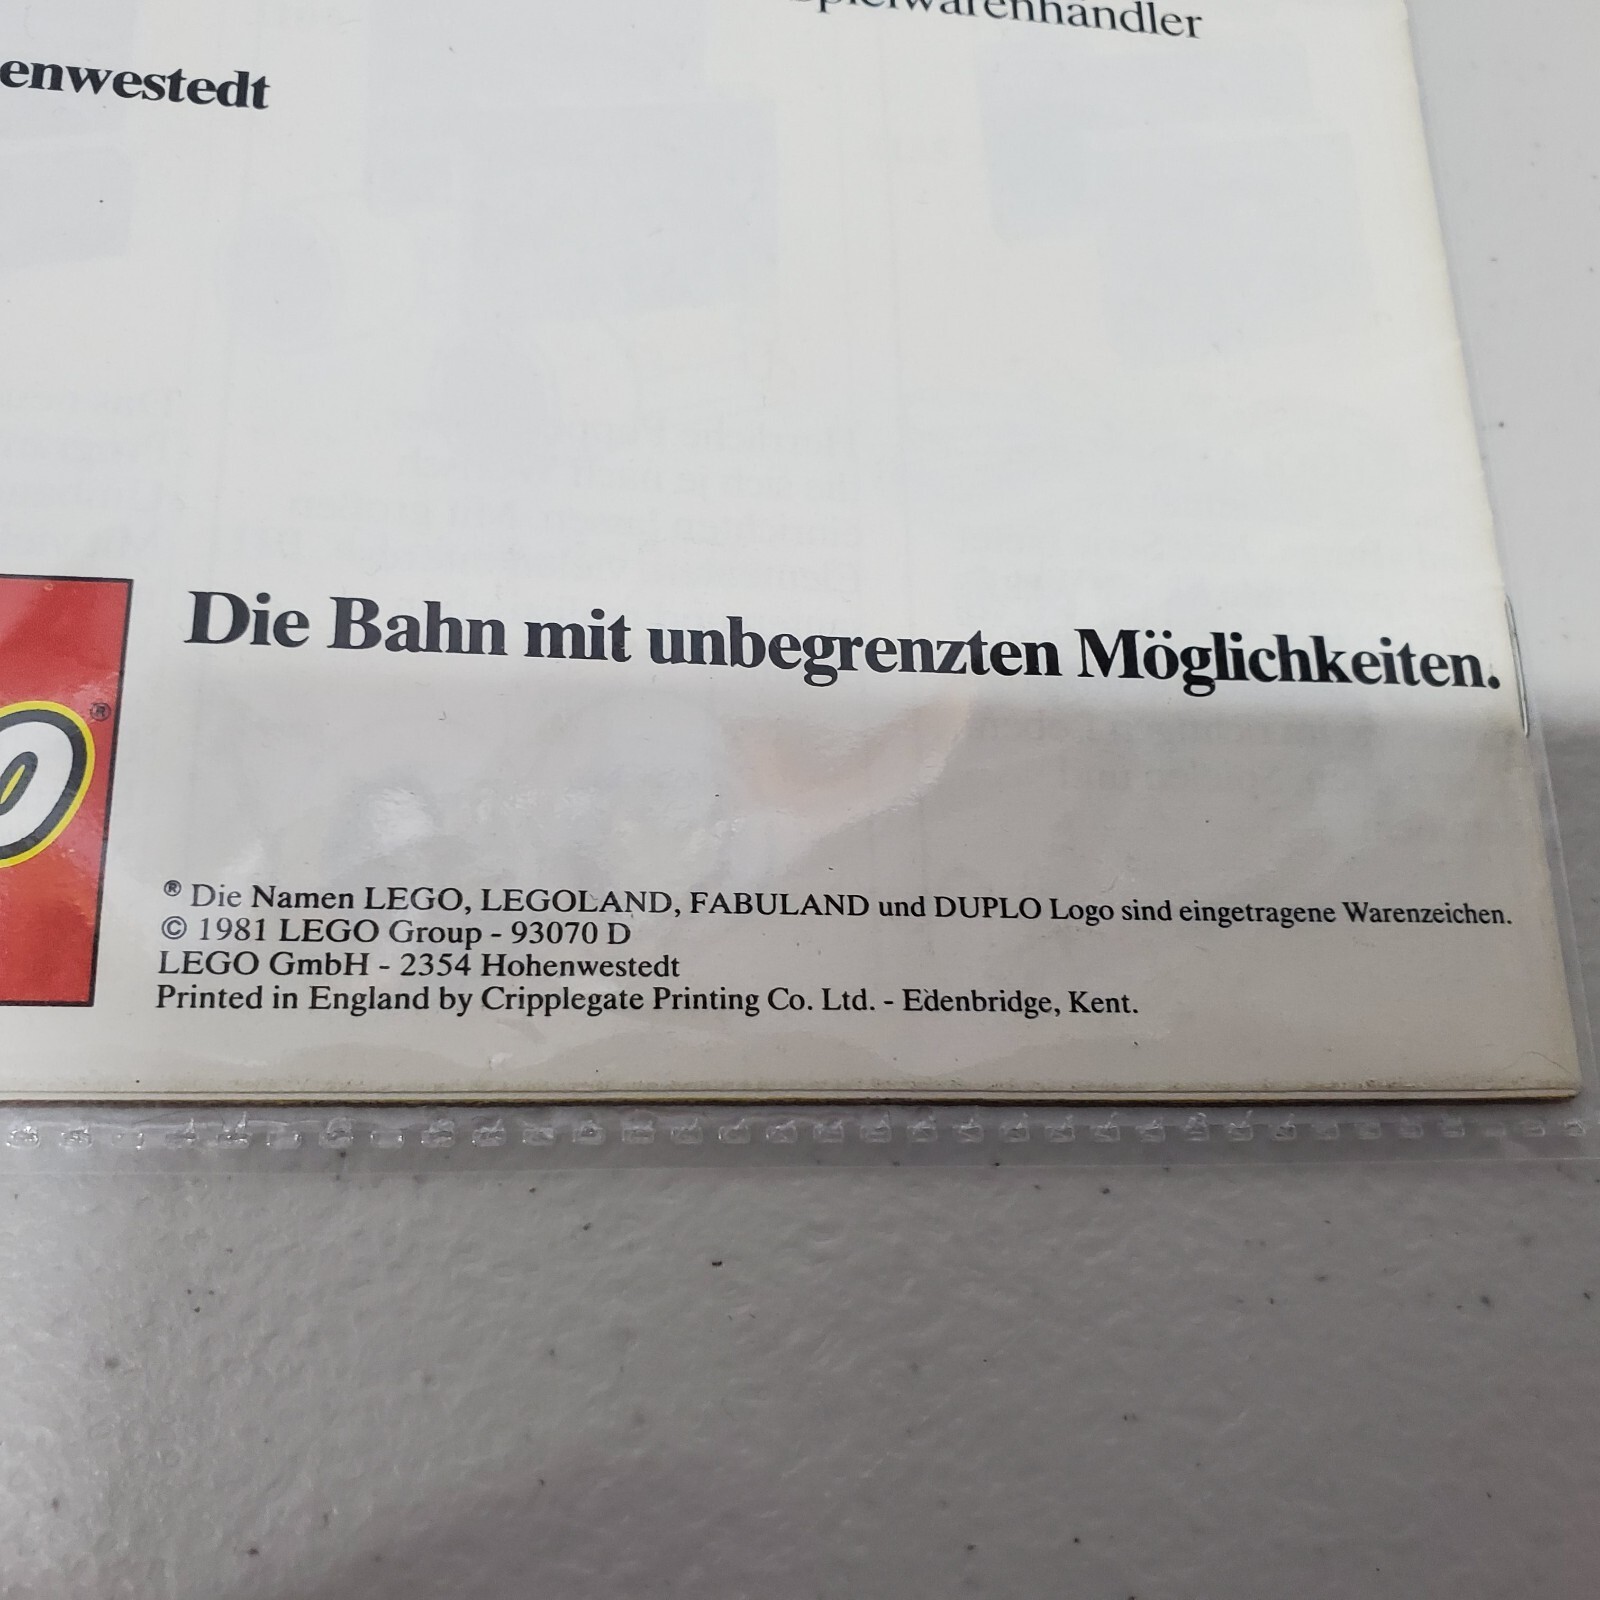 Spielwarenhändler
enwestedt
Die Bahn mit unbegrenzten Möglichkeiten.
O®
® Die Namen LEGO, LEGOLAND, FABULAND und DUPLO Logo sind eingetragene Warenzeichen.
© 1981 LEGO Group - 93070 D
LEGO GmbH - 2354 Hohenwestedt
Printed in England by Cripplegate Printing Co. Ltd. - Edenbridge, Kent.